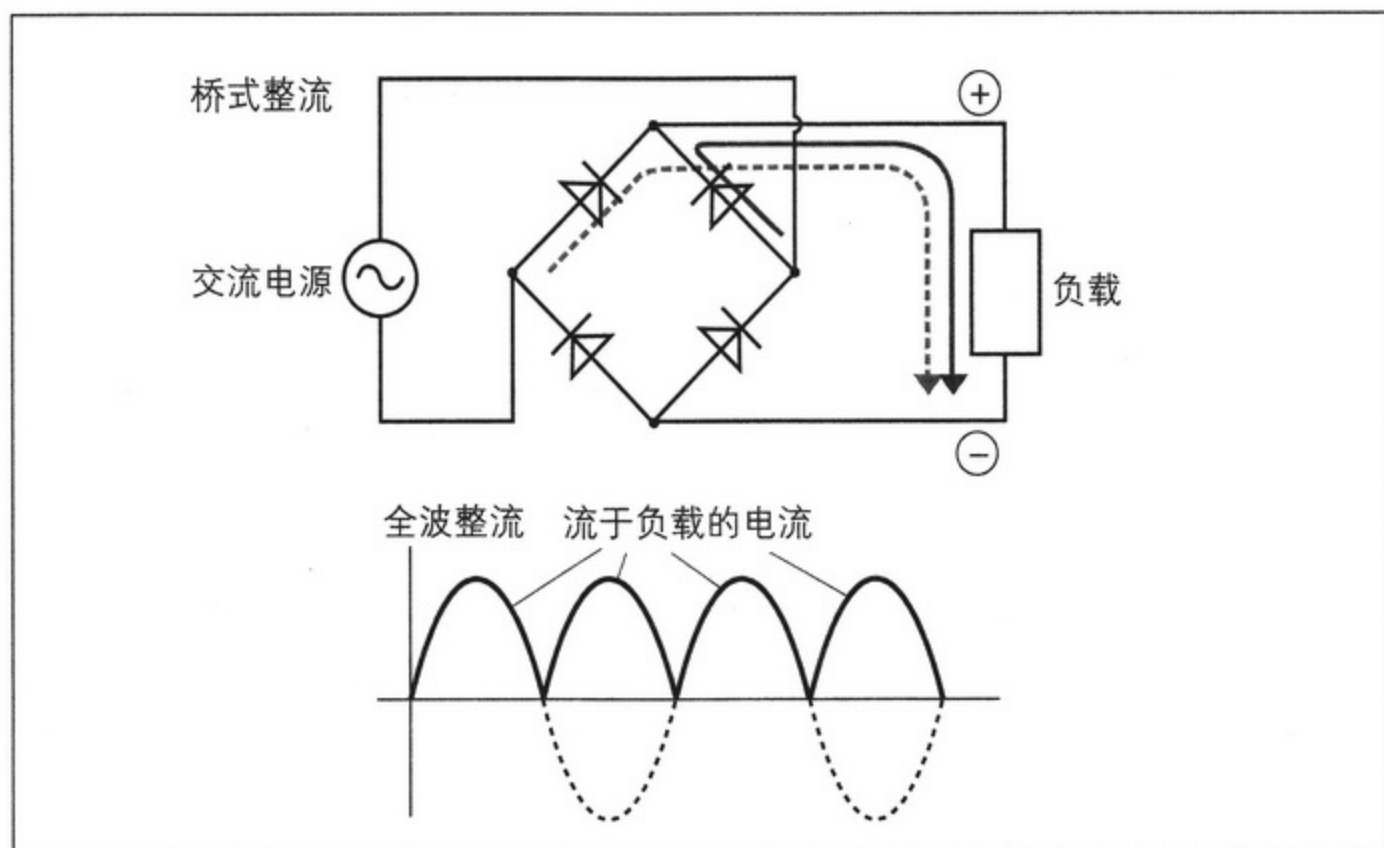 桥式整流
+
交流电源
负载
−
全波整流 流于负载的电流